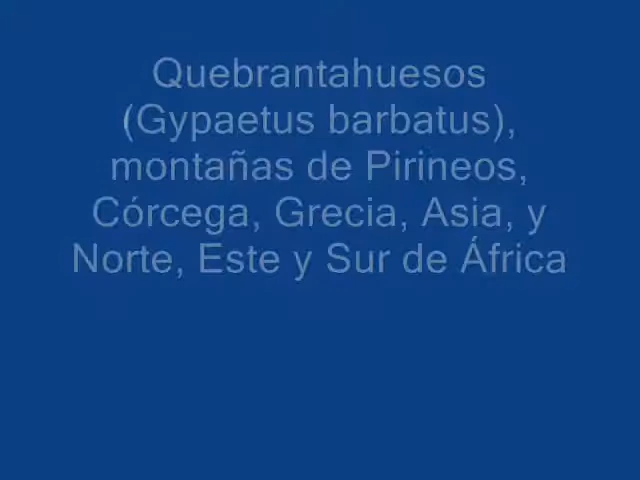 Quebrantahuesos
(Gypaetus barbatus),
montañas de Pirineos,
Córcega, Grecia, Asia, y
Norte, Este y Sur de África